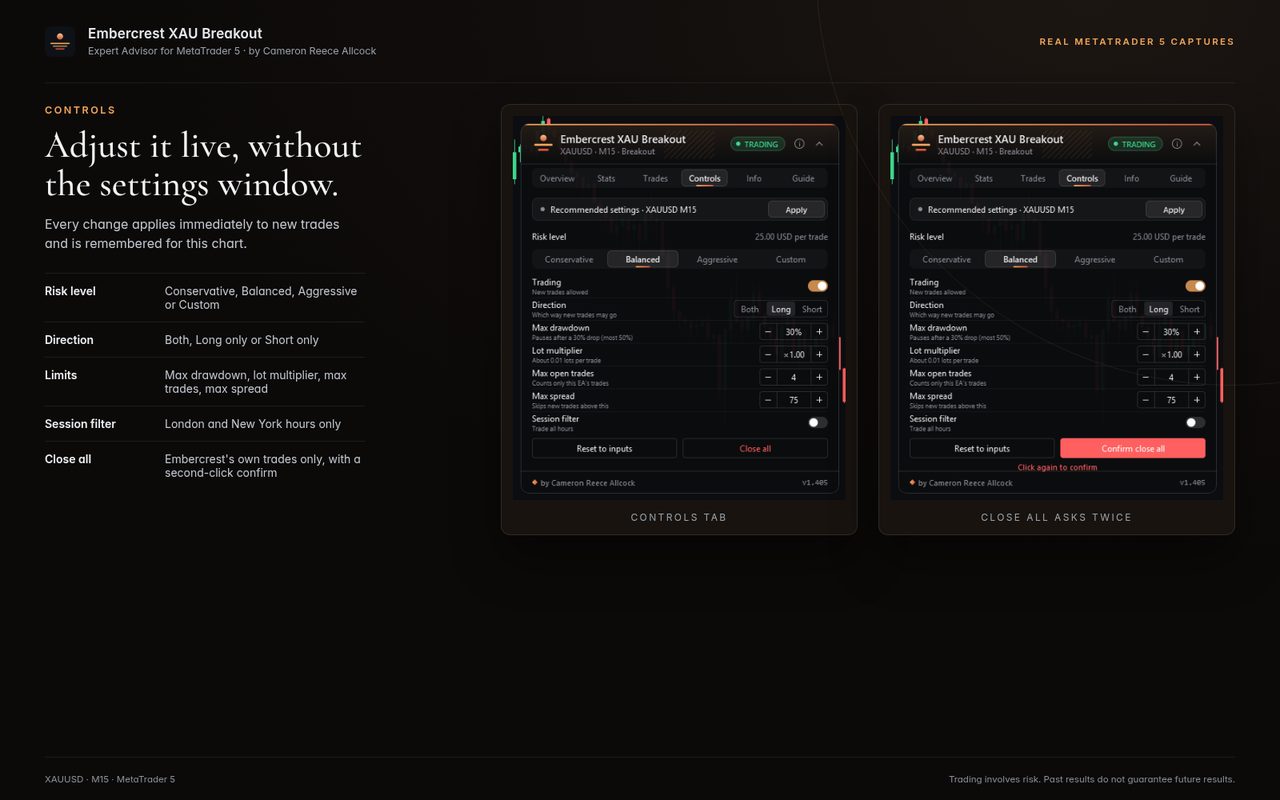 Embercrest XAU Breakout
Expert Advisor for MetaTrader 5 · by Cameron Reece Allcock
REAL METATRADER 5 CAPTURES
CONTROLS
Adjust it live, without
the settings window.
Every change applies immediately to new trades
and is remembered for this chart.
Risk level
Conservative, Balanced, Aggressive
or Custom
Direction
Both, Long only or Short only
Limits
Max drawdown, lot multiplier, max
trades, max spread
Session filter
London and New York hours only
Close all
Embercrest's own trades only, with a
second-click confirm
Embercrest XAU Breakout
XAUUSD · M15 · Breakout
TRADING
Overview Stats Trades Controls Info Guide
Recommended settings · XAUUSD M15 Apply
Risk level 25.00 USD per trade
Conservative Balanced Aggressive Custom
Trading
New trades allowed
Direction
Which way new trades may go
Both Long Short
Max drawdown
Pauses after a 30% drop (most 50%)
− 30% +
Lot multiplier
About 0.01 lots per trade
− ×1.00 +
Max open trades
Counts only this EA's trades
− 4 +
Max spread
Skips new trades above this
− 75 +
Session filter
Trade all hours
Reset to inputs Close all
by Cameron Reece Allcock v1.405
CONTROLS TAB
Embercrest XAU Breakout
XAUUSD · M15 · Breakout
TRADING
Overview Stats Trades Controls Info Guide
Recommended settings · XAUUSD M15 Apply
Risk level 25.00 USD per trade
Conservative Balanced Aggressive Custom
Trading
New trades allowed
Direction
Which way new trades may go
Both Long Short
Max drawdown
Pauses after a 30% drop (most 50%)
− 30% +
Lot multiplier
About 0.01 lots per trade
− ×1.00 +
Max open trades
Counts only this EA's trades
− 4 +
Max spread
Skips new trades above this
− 75 +
Session filter
Trade all hours
Reset to inputs Confirm close all
Click again to confirm
by Cameron Reece Allcock v1.405
CLOSE ALL ASKS TWICE
XAUUSD · M15 · MetaTrader 5
Trading involves risk. Past results do not guarantee future results.